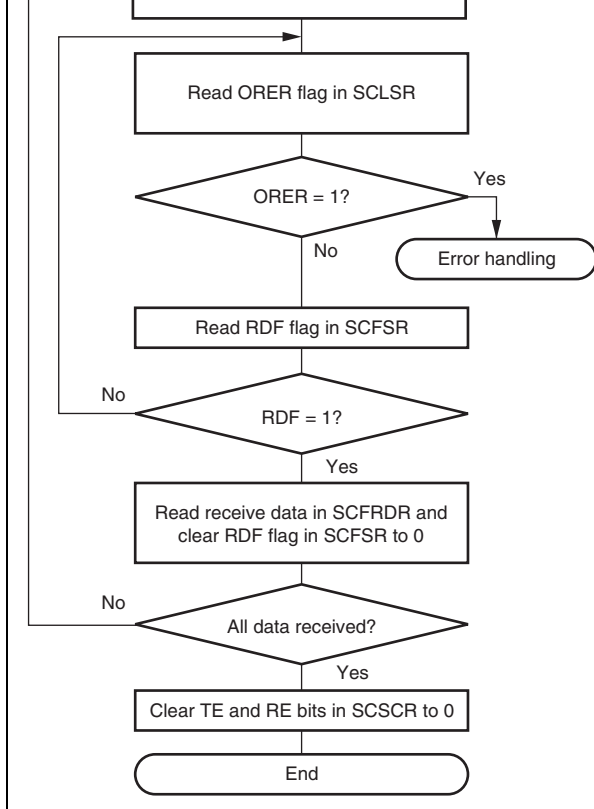 Read ORER flag in SCLSR
ORER = 1?
Yes
No
Error handling
Read RDF flag in SCFSR
No
RDF = 1?
Yes
Read receive data in SCFRDR and
clear RDF flag in SCFSR to 0
No
All data received?
Yes
Clear TE and RE bits in SCSCR to 0
End